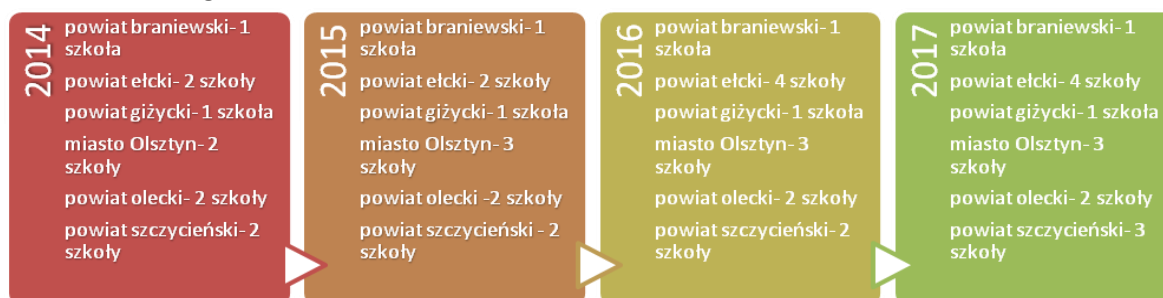 2014
powiat braniewski- 1
szkoła
powiat ełcki- 2 szkoły
powiat giżycki- 1 szkoła
miasto Olsztyn- 2
szkoły
powiat olecki- 2 szkoły
powiat szczycieński- 2
szkoły
2015
powiat braniewski- 1
szkoła
powiat ełcki- 2 szkoły
powiat giżycki- 1 szkoła
miasto Olsztyn- 3
szkoły
powiat olecki -2 szkoły
powiat szczycieński - 2
szkoły
2016
powiat braniewski- 1
szkoła
powiat ełcki- 4 szkoły
powiat giżycki- 1 szkoła
miasto Olsztyn- 3
szkoły
powiat olecki- 2 szkoły
powiat szczycieński- 2
szkoły
2017
powiat braniewski- 1
szkoła
powiat ełcki- 4 szkoły
powiat giżycki- 1 szkoła
miasto Olsztyn- 3
szkoły
powiat olecki- 2 szkoły
powiat szczycieński- 3
szkoły